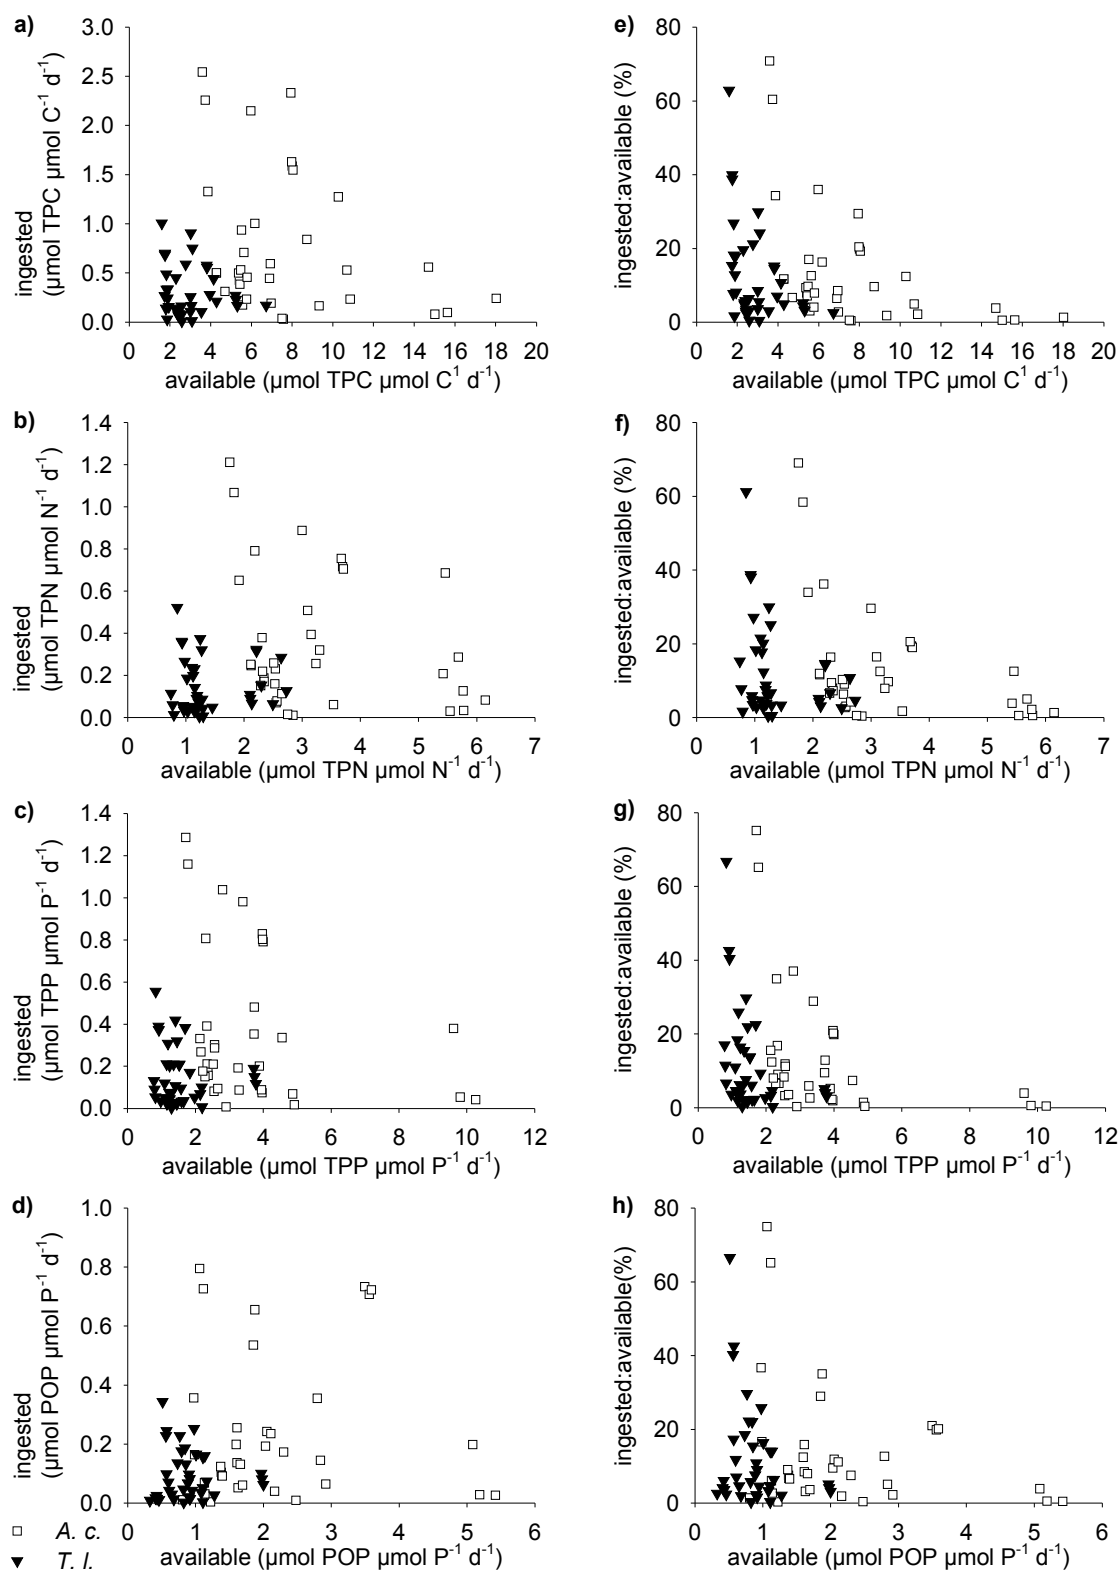 a)
3.0
2.5
2.0
1.5
1.0
0.5
0.0
ingested
(µmol TPC µmol C⁻¹ d⁻¹)
0 2 4 6 8 10 12 14 16 18 20
available (µmol TPC µmol C¹ d⁻¹)
e)
80
60
40
20
0
ingested:available (%)
0 2 4 6 8 10 12 14 16 18 20
available (µmol TPC µmol C¹ d⁻¹)
b)
1.4
1.2
1.0
0.8
0.6
0.4
0.2
0.0
ingested
(µmol TPN µmol N⁻¹ d⁻¹)
0 1 2 3 4 5 6 7
available (µmol TPN µmol N⁻¹ d⁻¹)
f)
80
60
40
20
0
ingested:available (%)
0 1 2 3 4 5 6 7
available (µmol TPN µmol N⁻¹ d⁻¹)
c)
1.4
1.2
1.0
0.8
0.6
0.4
0.2
0.0
ingested
(µmol TPP µmol P⁻¹ d⁻¹)
0 2 4 6 8 10 12
available (µmol TPP µmol P⁻¹ d⁻¹)
g)
80
60
40
20
0
ingested:available (%)
0 2 4 6 8 10 12
available (µmol TPP µmol P⁻¹ d⁻¹)
d)
1.0
0.8
0.6
0.4
0.2
0.0
ingested
(µmol POP µmol P⁻¹ d⁻¹)
0 1 2 3 4 5 6
available (µmol POP µmol P⁻¹ d⁻¹)
h)
80
60
40
20
0
ingested:available(%)
0 1 2 3 4 5 6
available (µmol POP µmol P⁻¹ d⁻¹)
A. c.
T. l.